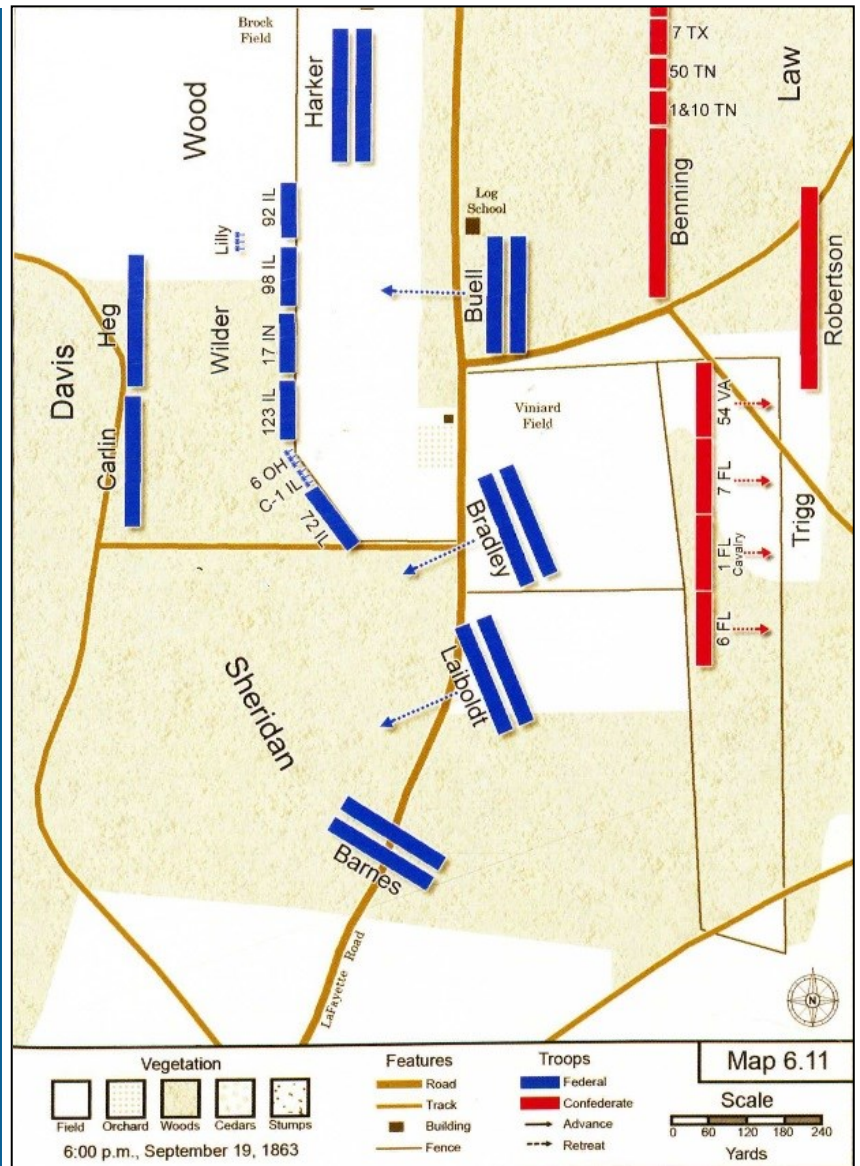 Brock
Field
Wood
Harker
7 TX
50 TN
1&10 TN
Law
Benning
Robertson
92 IL
Lilly
98 IL
Log
School
Buell
Davis
Heg
Wilder
17 IN
Carlin
123 IL
Viniard
Field
54 VA
6 OH
C-1 IL
72 IL
Bradley
7 FL
Trigg
1 FL
Cavalry
6 FL
Sheridan
Laiboldt
Barnes
LaFayette Road
N
Vegetation
Field
Orchard
Woods
Cedars
Stumps
6:00 p.m., September 19, 1863
Features
Road
Track
Building
Fence
Troops
Federal
Confederate
Advance
Retreat
Map 6.11
Scale
0 60 120 180 240
Yards